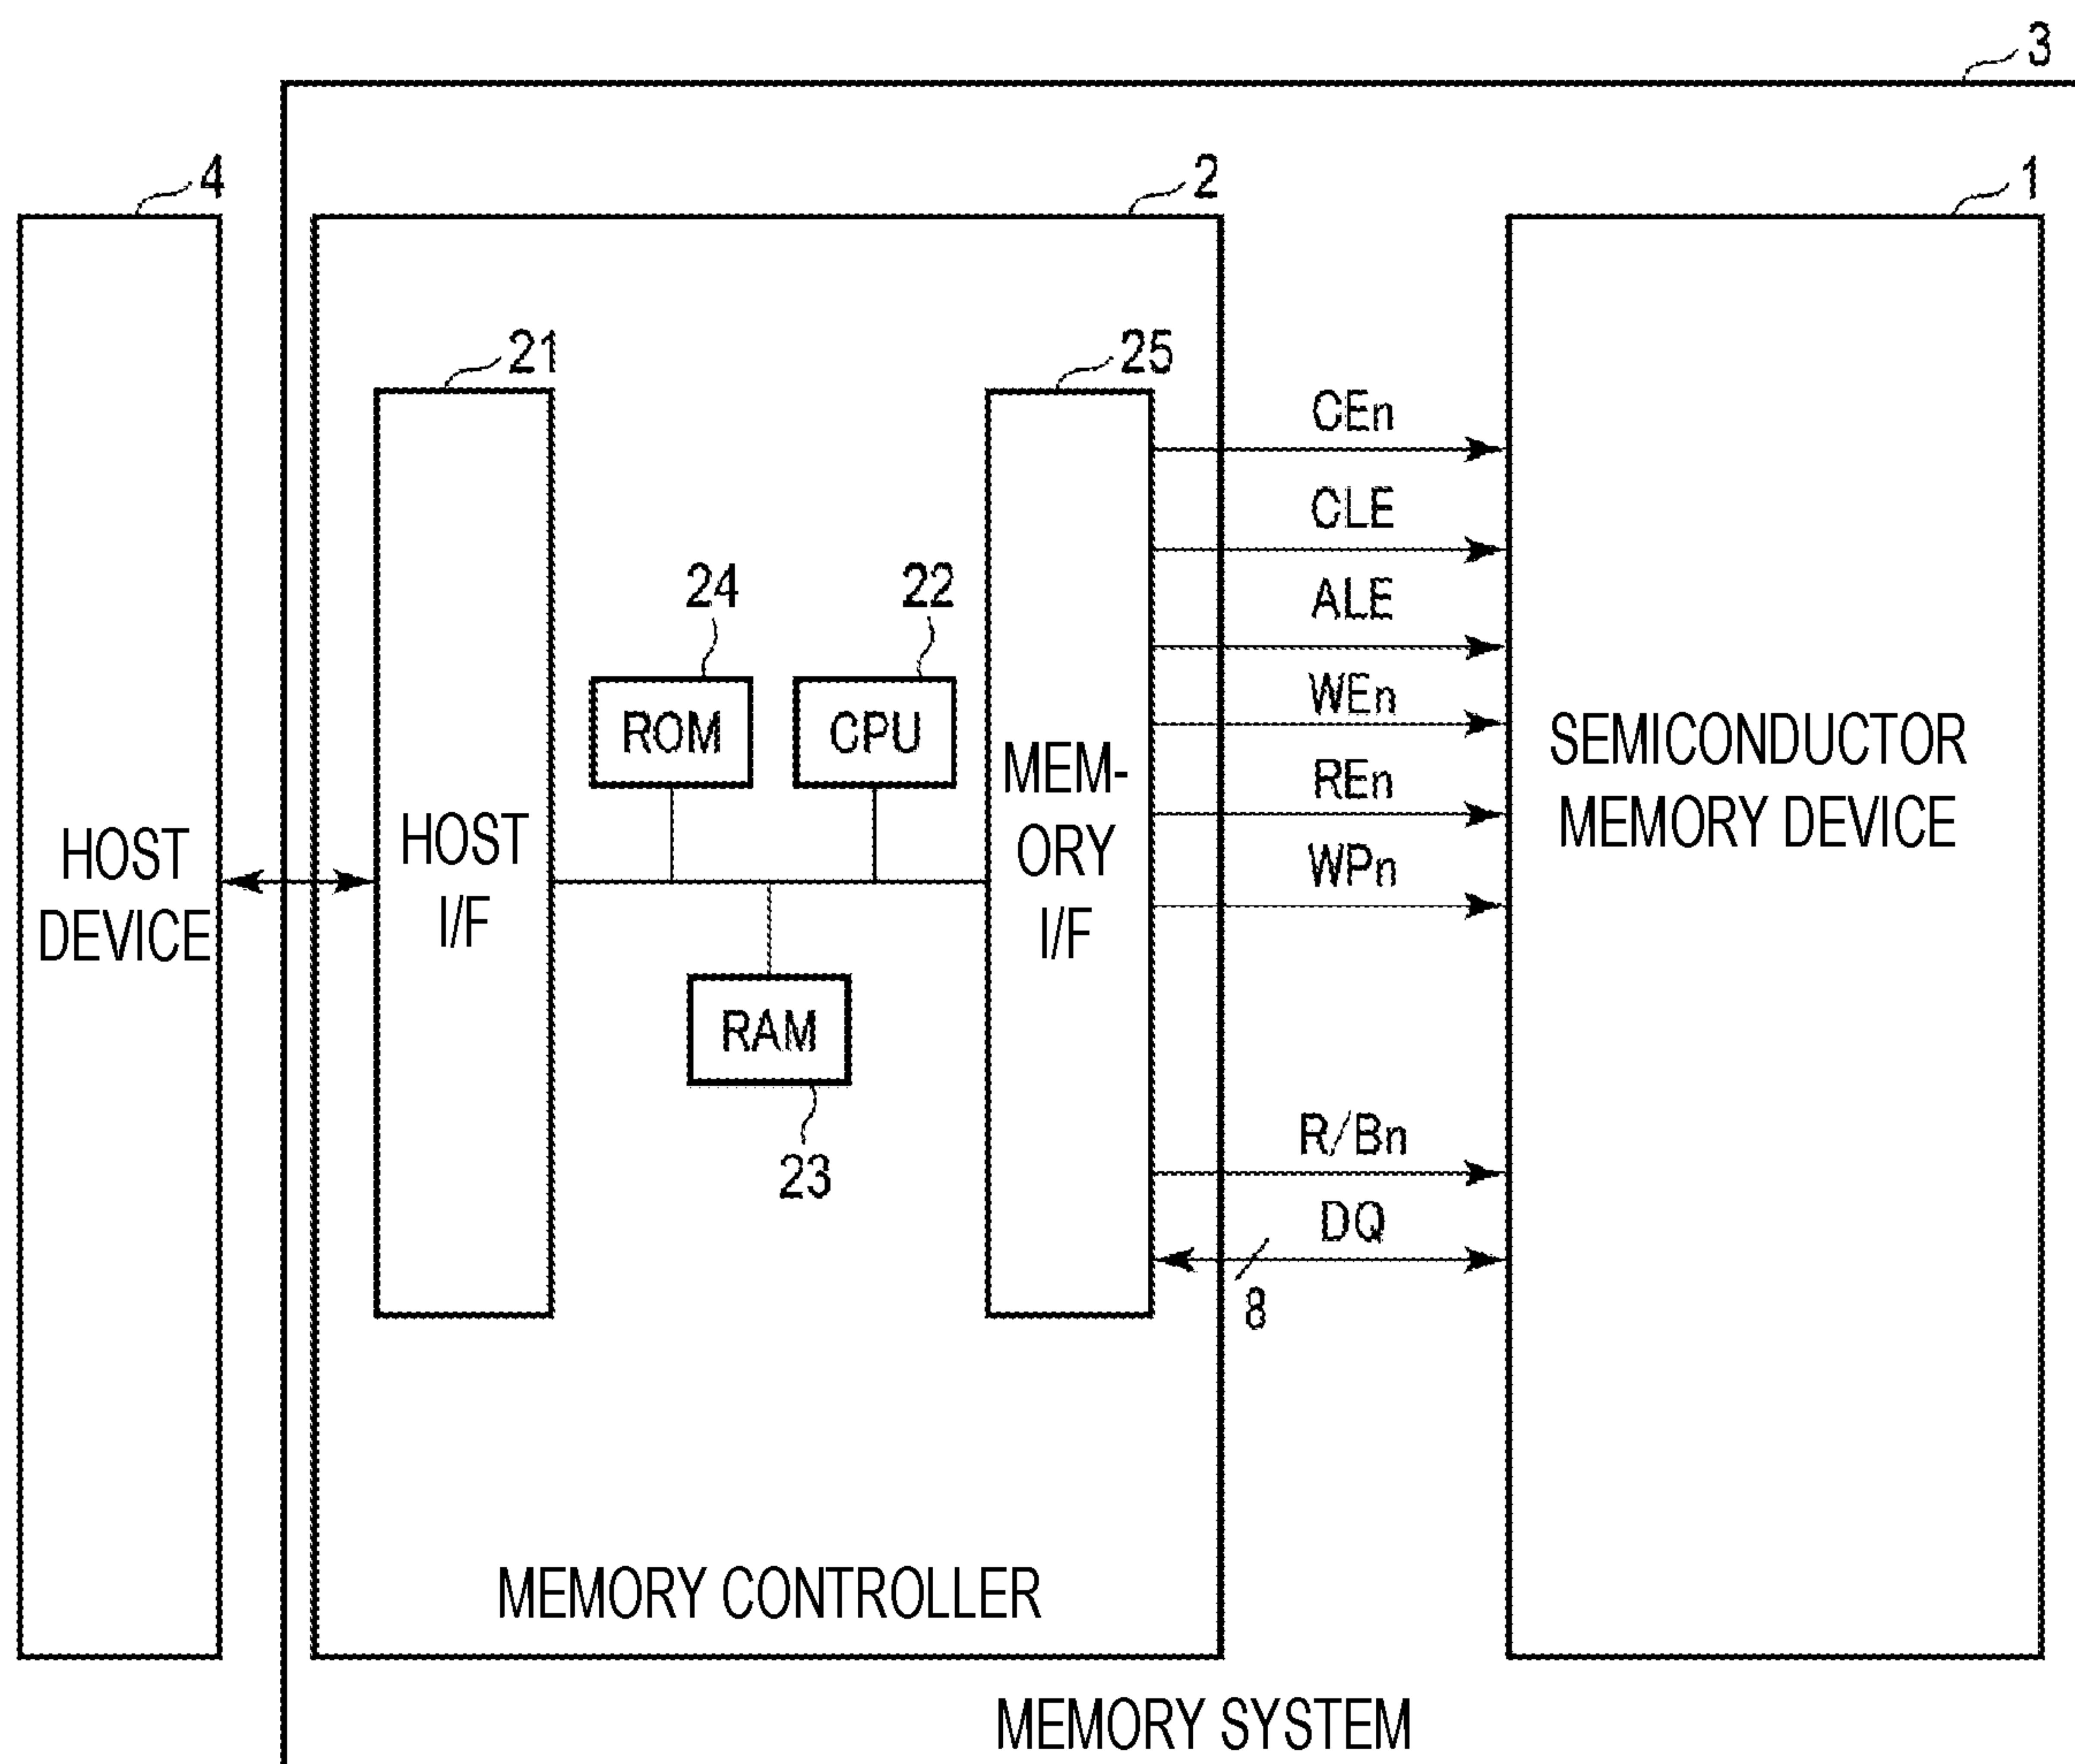 3
4
2
1
21
25
CEn
CLE
24
22
ALE
ROM
CPU
WEn
SEMICONDUCTOR
MEMORY DEVICE
MEM-
ORY
I/F
REn
HOST
I/F
HOST
DEVICE
WPn
RAM
23
R/Bn
DQ
8
MEMORY CONTROLLER
MEMORY SYSTEM